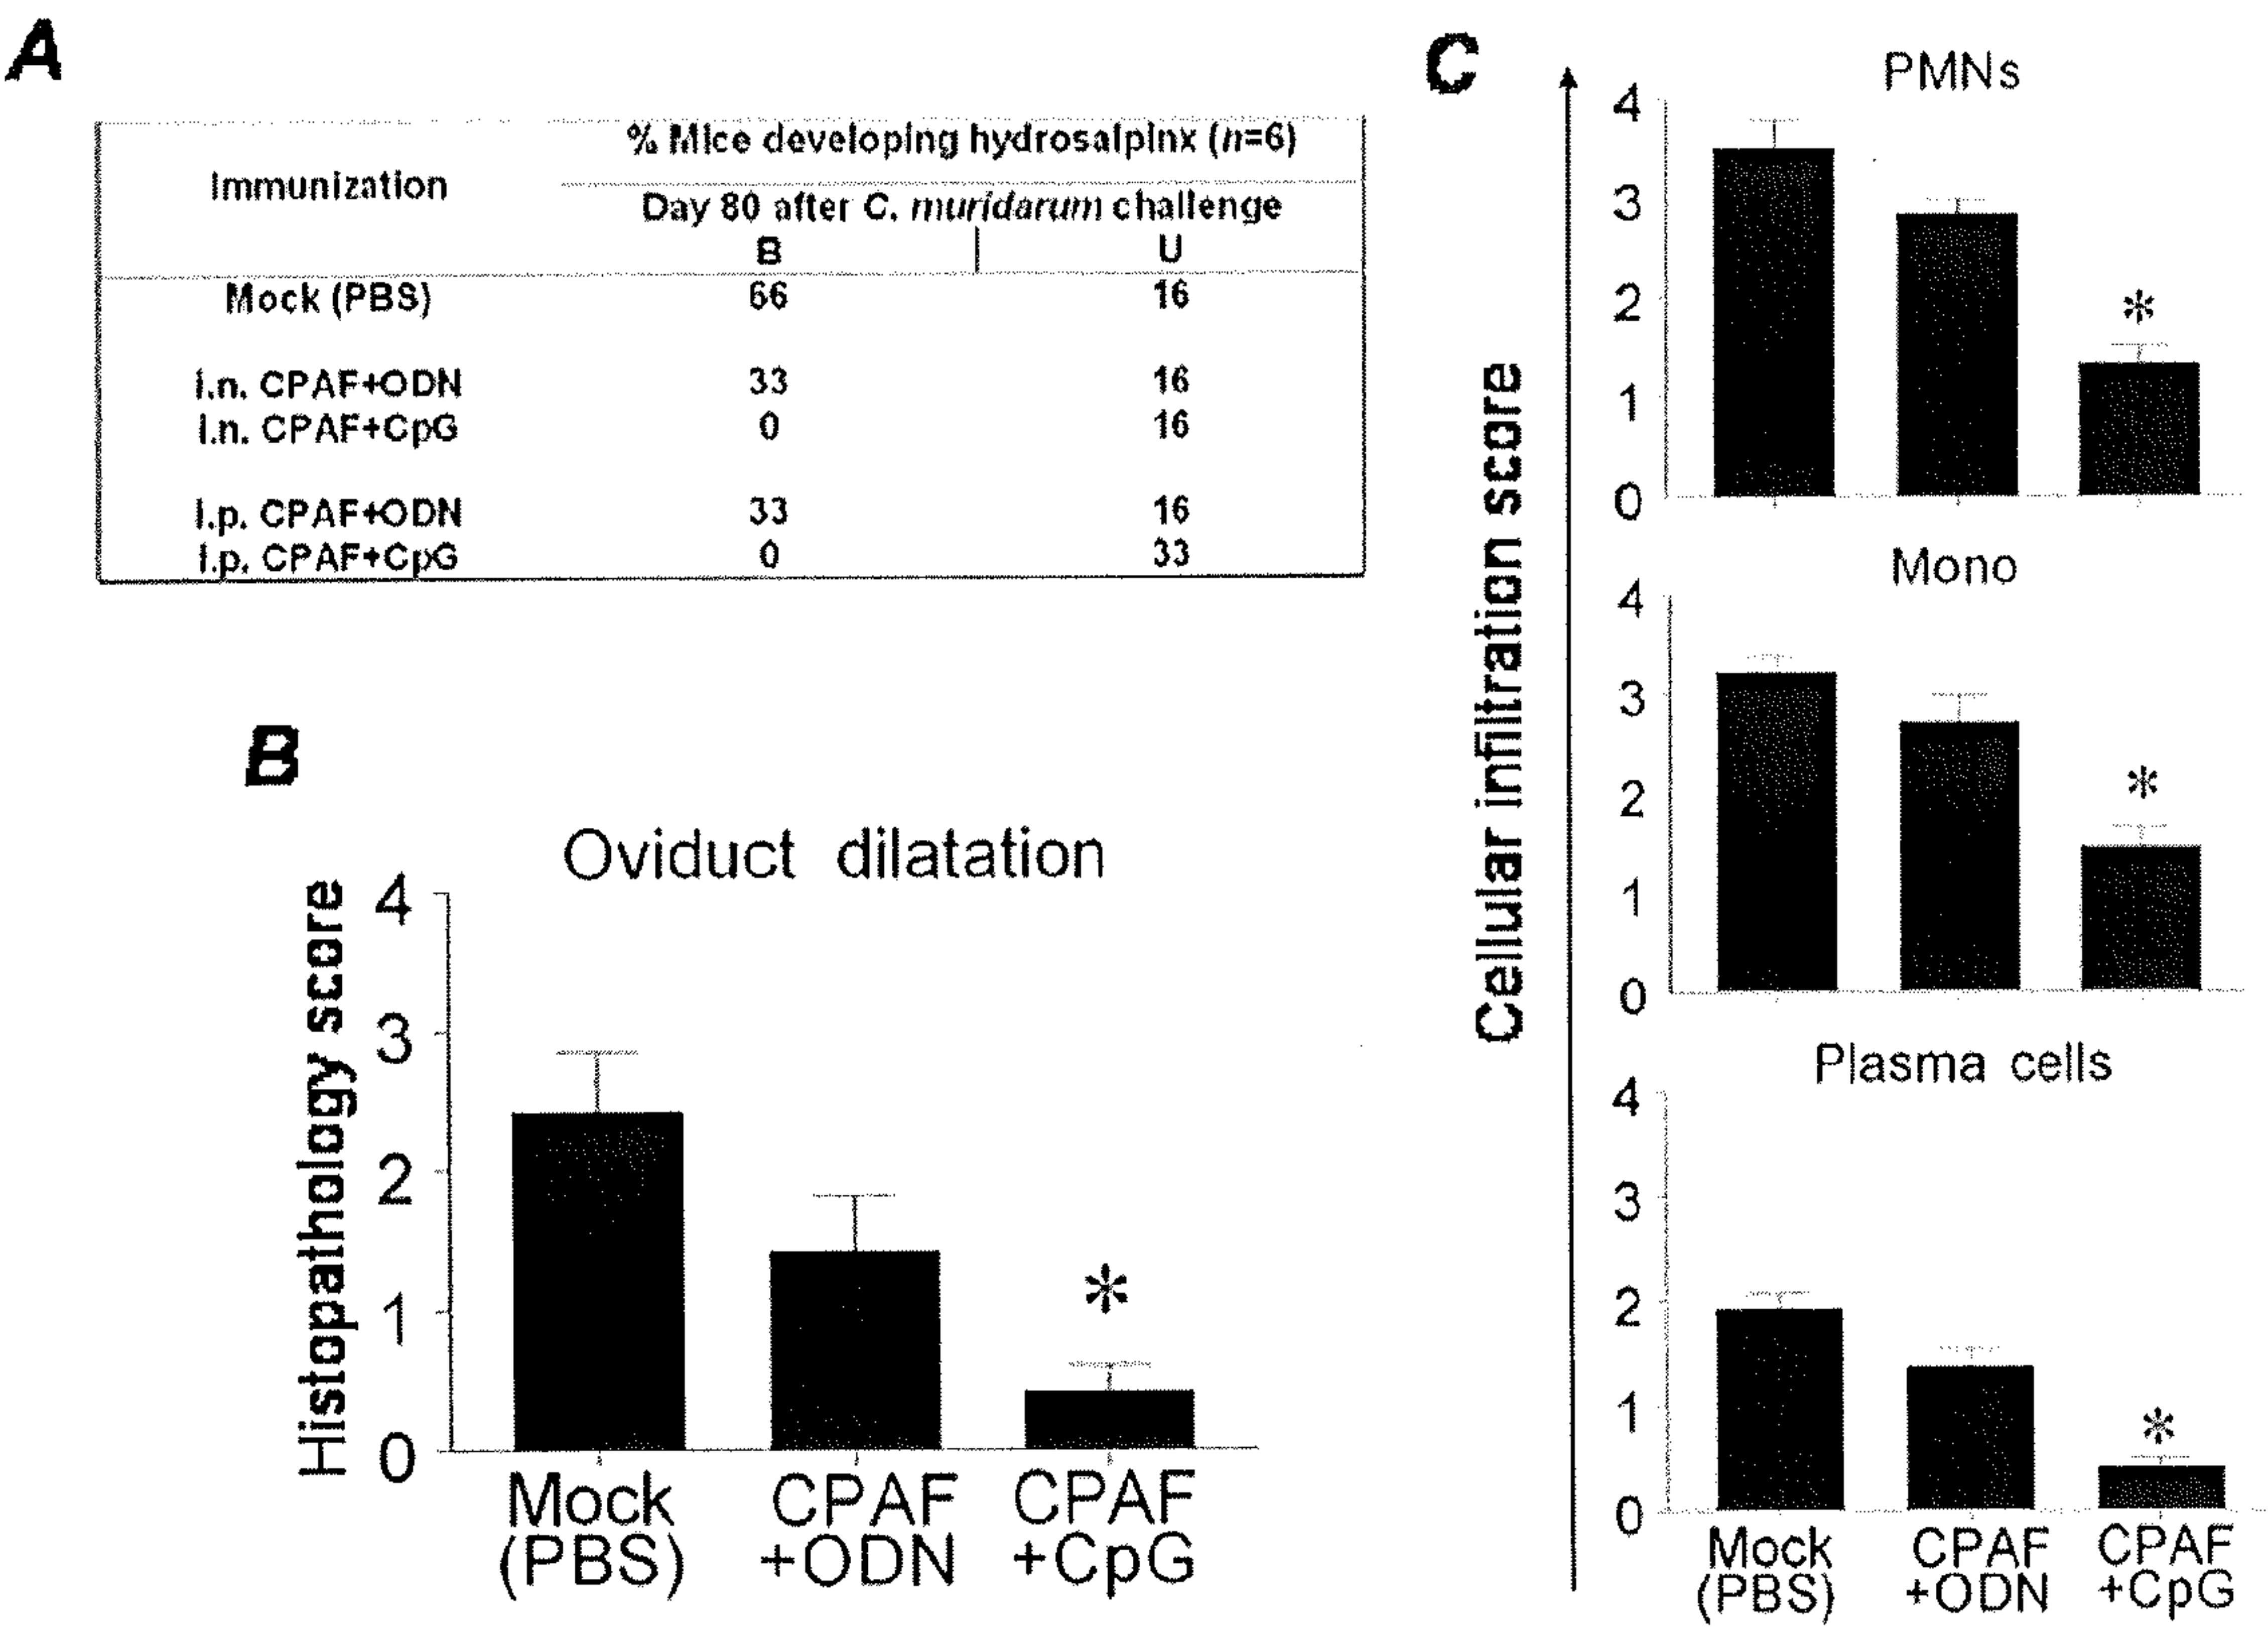 A
% Mice developing hydrosalpinx (n=6)
Immunization
Day 80 after C. muridarum challenge
B U
Mock (PBS) 66 16
i.n. CPAF+ODN 33 16
i.n. CPAF+CpG 0 16
i.p. CPAF+ODN 33 16
i.p. CPAF+CpG 0 33
B
Oviduct dilatation
Histopathology score
4
3
2
1
0
Mock (PBS)
CPAF +ODN
CPAF +CpG
*
C
Cellular infiltration score
PMNs
4
3
2
1
0
*
Mono
4
3
2
1
0
*
Plasma cells
4
3
2
1
0
*
Mock (PBS)
CPAF +ODN
CPAF +CpG